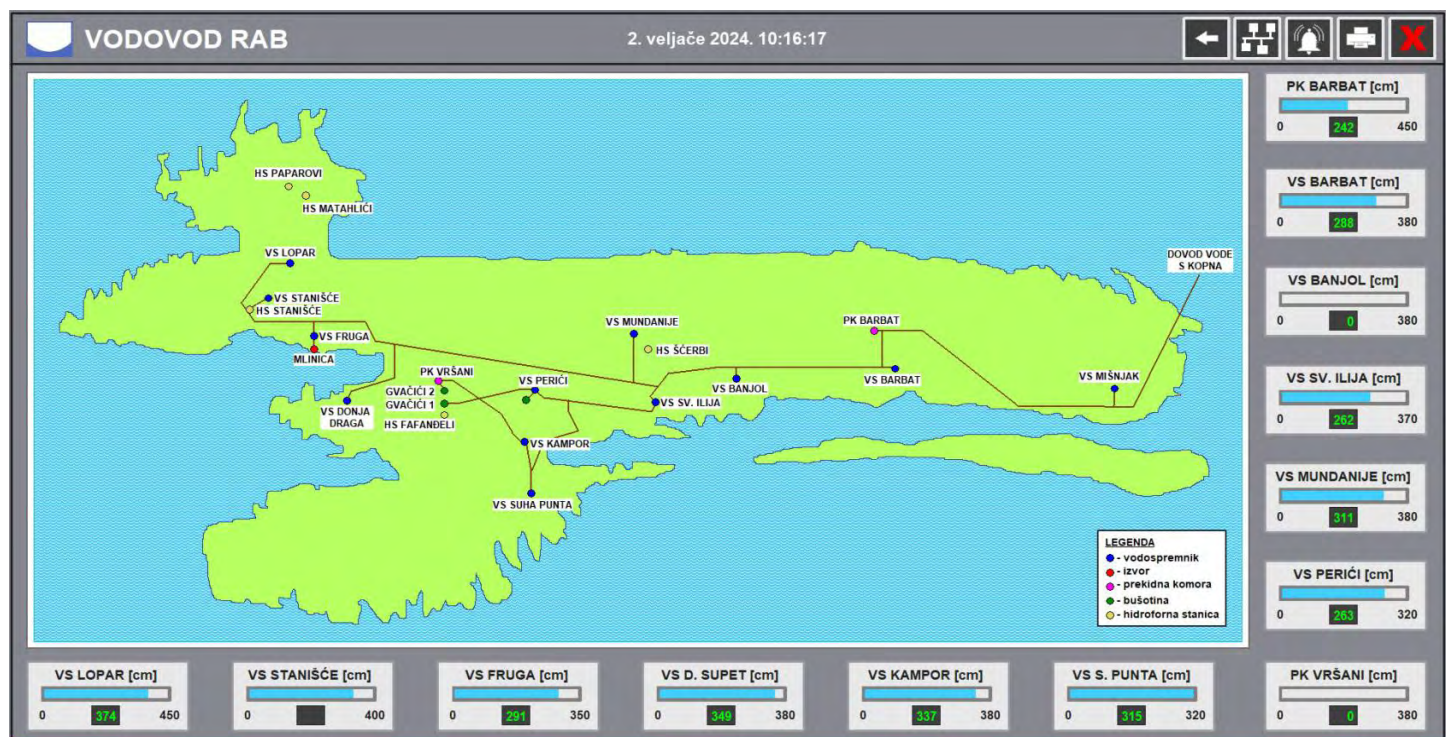 VODOVOD RAB
2. veljače 2024. 10:16:17
HS PAPAROVI
HS MATAHLIĆI
VS LOPAR
VS STANIŠĆE
HS STANIŠĆE
VS FRUGA
MLINICA
VS DONJA
DRAGA
PK VRŠANI
GVAČIĆI 2
GVAČIĆI 1
HS FAFANĐELI
VS PERIĆI
VS KAMPOR
VS SUHA PUNTA
VS MUNDANIJE
HS ŠĆERBI
VS SV. ILIJA
VS BANJOL
PK BARBAT
VS BARBAT
VS MIŠNJAK
DOVOD VODE
S KOPNA
LEGENDA
- vodospremnik
- izvor
- prekidna komora
- bušotina
- hidroforna stanica
PK BARBAT [cm]
0 242 450
VS BARBAT [cm]
0 288 380
VS BANJOL [cm]
0 0 380
VS SV. ILIJA [cm]
0 262 370
VS MUNDANIJE [cm]
0 311 380
VS PERIĆI [cm]
0 263 320
VS LOPAR [cm]
0 374 450
VS STANIŠĆE [cm]
0 400
VS FRUGA [cm]
0 291 350
VS D. SUPET [cm]
0 349 380
VS KAMPOR [cm]
0 337 380
VS S. PUNTA [cm]
0 315 320
PK VRŠANI [cm]
0 0 380